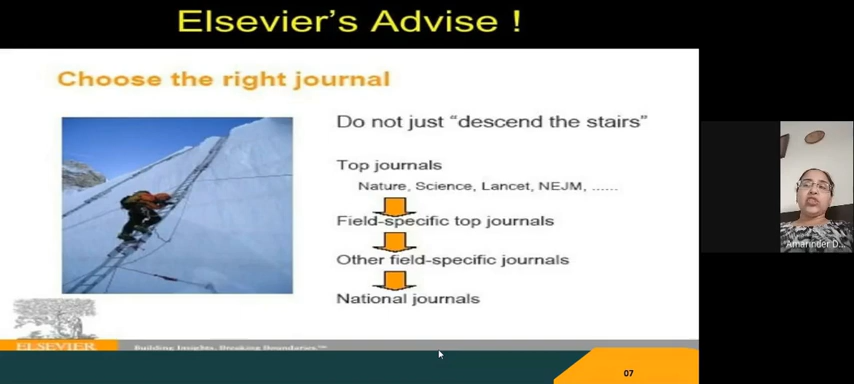 Elsevier's Advise !
Choose the right journal
Do not just "descend the stairs"
Top journals
Nature, Science, Lancet, NEJM, ......
Field-specific top journals
Other field-specific journals
National journals
ELSEVIER
Building Insights. Breaking Boundaries.™
07
Amarinder D...